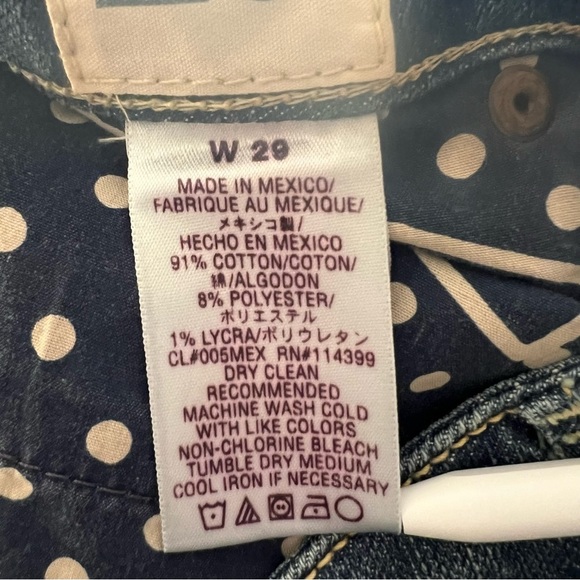 W 29
MADE IN MEXICO/
FABRIQUE AU MEXIQUE/
メキシコ製/
HECHO EN MEXICO
91% COTTON/COTON/
綿/ALGODON
8% POLYESTER/
ポリエステル
1% LYCRA/ポリウレタン
CL#005MEX RN#114399
DRY CLEAN
RECOMMENDED
MACHINE WASH COLD
WITH LIKE COLORS
NON-CHLORINE BLEACH
TUMBLE DRY MEDIUM
COOL IRON IF NECESSARY